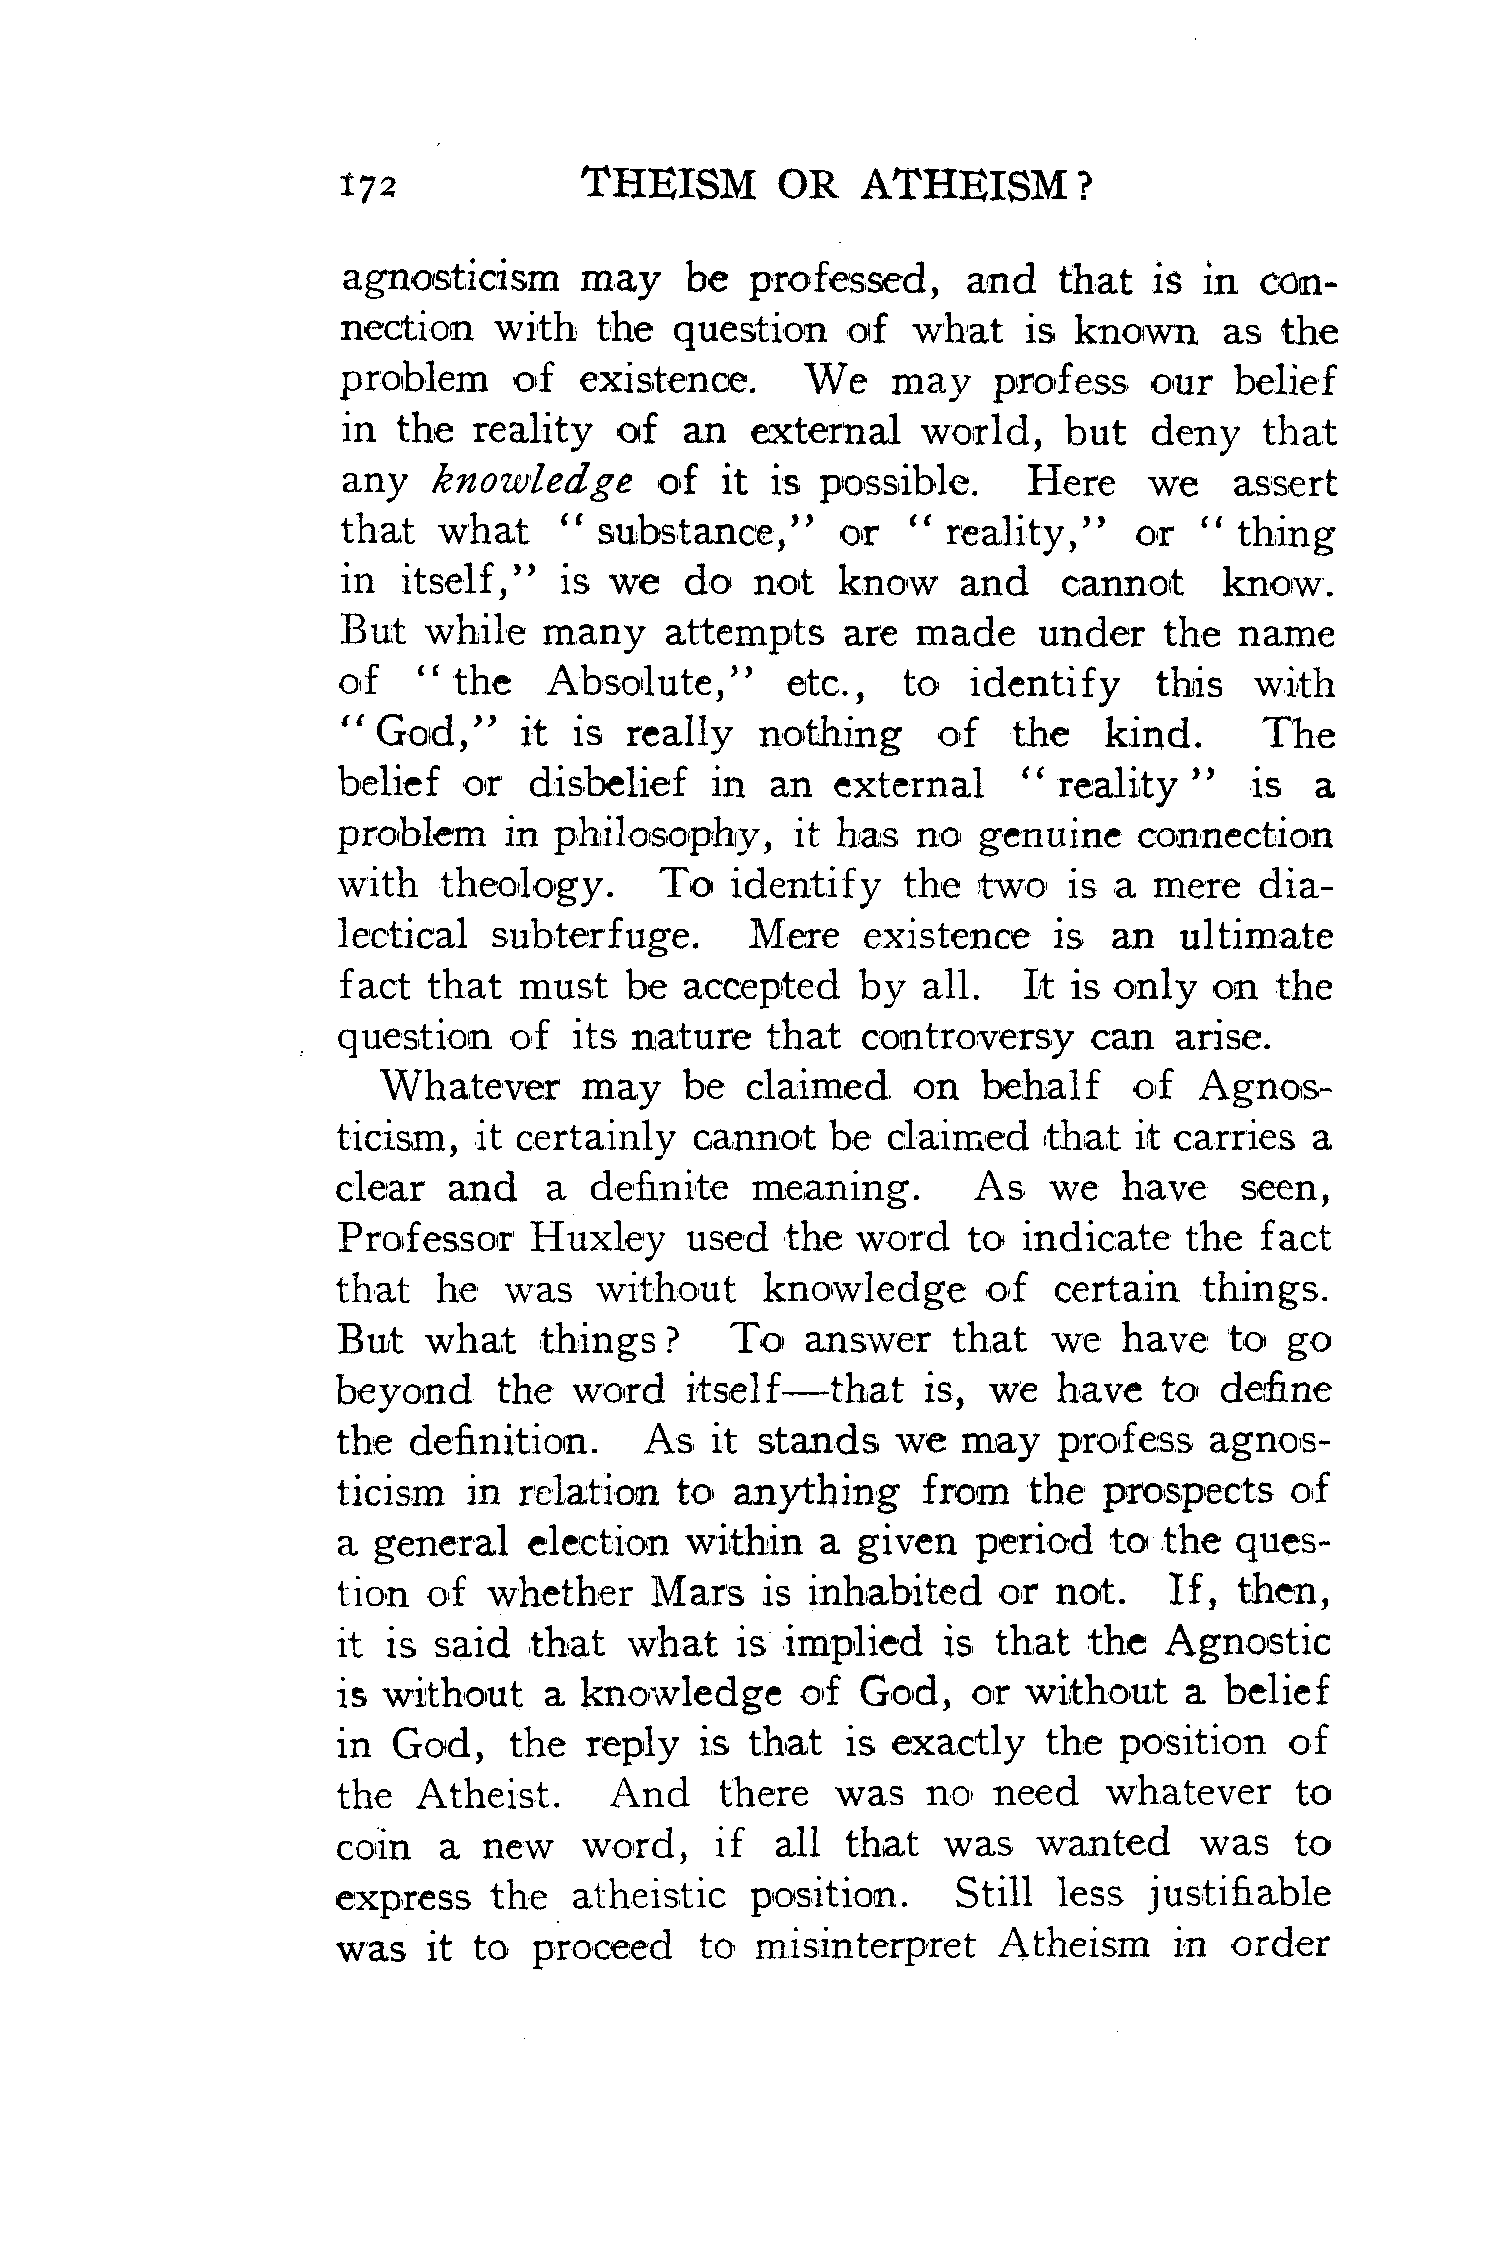 172 THEISM OR ATHEISM?
agnosticism may be professed, and that is in con-
nection with the question of what is known as the
problem of existence. We may profess our belief
in the reality of an external world, but deny that
any knowledge of it is possible. Here we assert
that what " substance," or " reality," or " thing
in itself," is we do not know and cannot know.
But while many attempts are made under the name
of " the Absolute," etc., to identify this with
" God," it is really nothing of the kind. The
belief or disbelief in an external " reality " is a
problem in philosophy, it has no genuine connection
with theology. To identify the two is a mere dia-
lectical subterfuge. Mere existence is an ultimate
fact that must be accepted by all. It is only on the
question of its nature that controversy can arise.
Whatever may be claimed on behalf of Agnos-
ticism, it certainly cannot be claimed that it carries a
clear and a definite meaning. As we have seen,
Professor Huxley used the word to indicate the fact
that he was without knowledge of certain things.
But what things? To answer that we have to go
beyond the word itself—that is, we have to define
the definition. As it stands we may profess agnos-
ticism in relation to anything from the prospects of
a general election within a given period to the ques-
tion of whether Mars is inhabited or not. If, then,
it is said that what is implied is that the Agnostic
is without a knowledge of God, or without a belief
in God, the reply is that is exactly the position of
the Atheist. And there was no need whatever to
coin a new word, if all that was wanted was to
express the atheistic position. Still less justifiable
was it to proceed to misinterpret Atheism in order